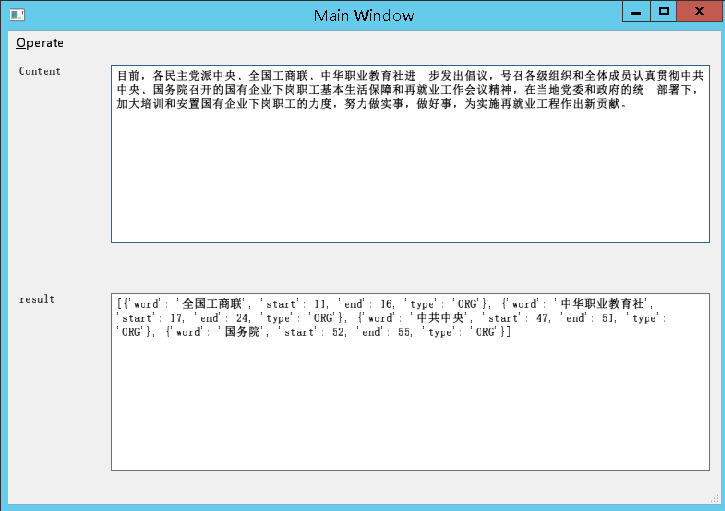 Main Window
Operate
Content
目前，各民主党派中央、全国工商联、中华职业教育社进　步发出倡议，号召各级组织和全体成员认真贯彻中共
中央、国务院召开的国有企业下岗职工基本生活保障和再就业工作会议精神，在当地党委和政府的统　部署下，
加大培训和安置国有企业下岗职工的力度，努力做实事，做好事，为实施再就业工程作出新贡献。
result
[{'word': '全国工商联', 'start': 11, 'end': 16, 'type': 'ORG'}, {'word': '中华职业教育社',
'start': 17, 'end': 24, 'type': 'ORG'}, {'word': '中共中央', 'start': 47, 'end': 51, 'type':
'ORG'}, {'word': '国务院', 'start': 52, 'end': 55, 'type': 'ORG'}]